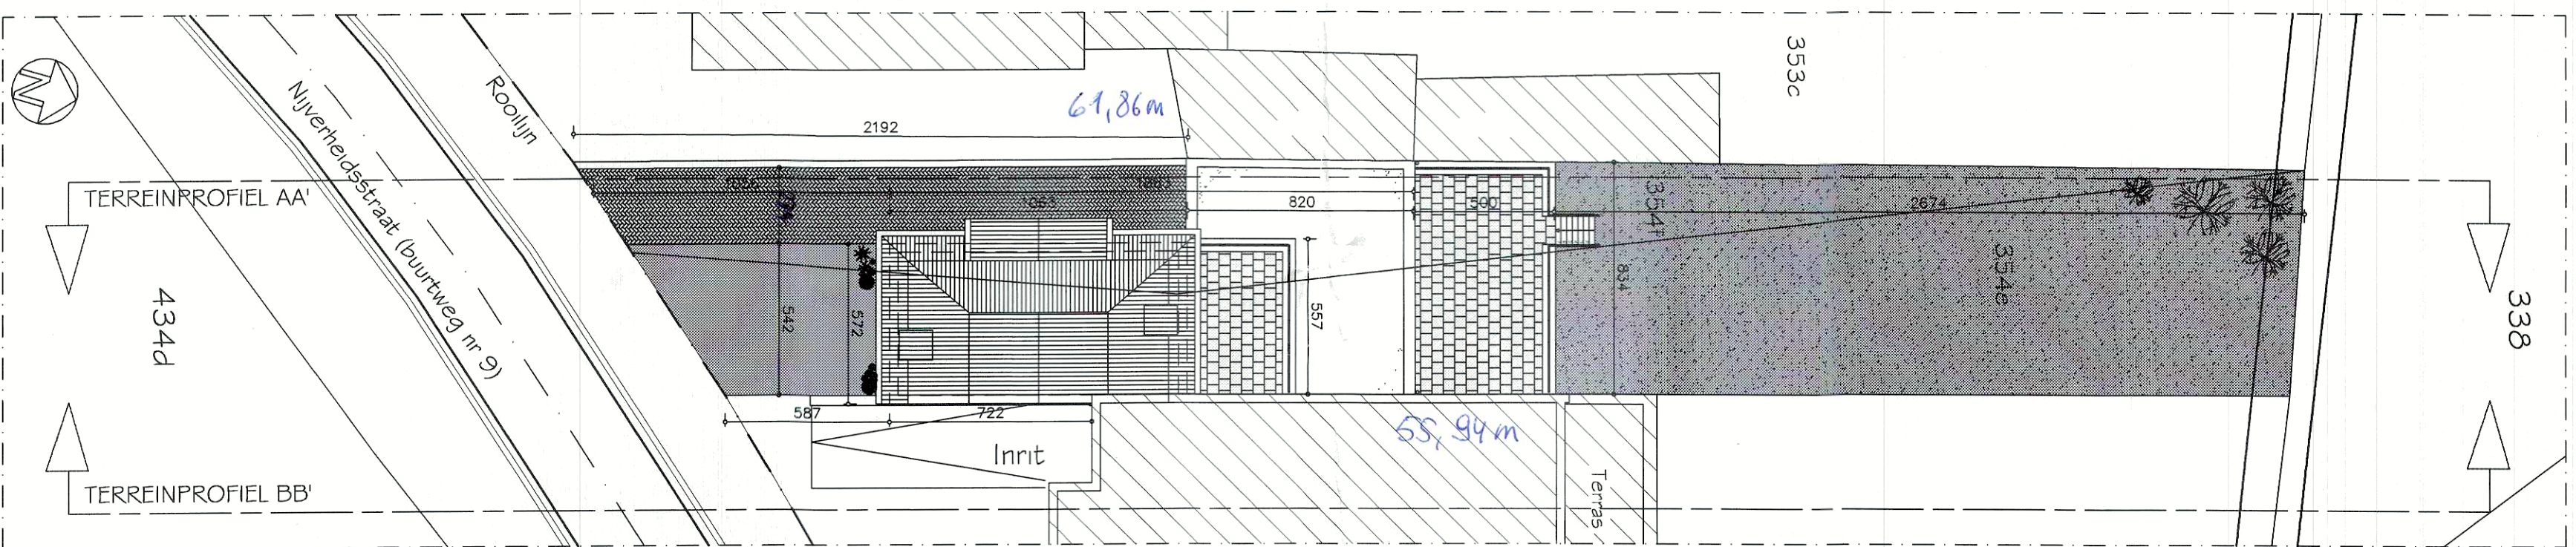 N
Nijverheidsstraat (buurtweg nr 9)
Rooilijn
353c
61,86m
2192
TERREINPROFIEL AA'
1063
820
500
354f
2674
434d
542
572
557
834
354e
338
587
722
55,94m
Inrit
TERREINPROFIEL BB'
Terras